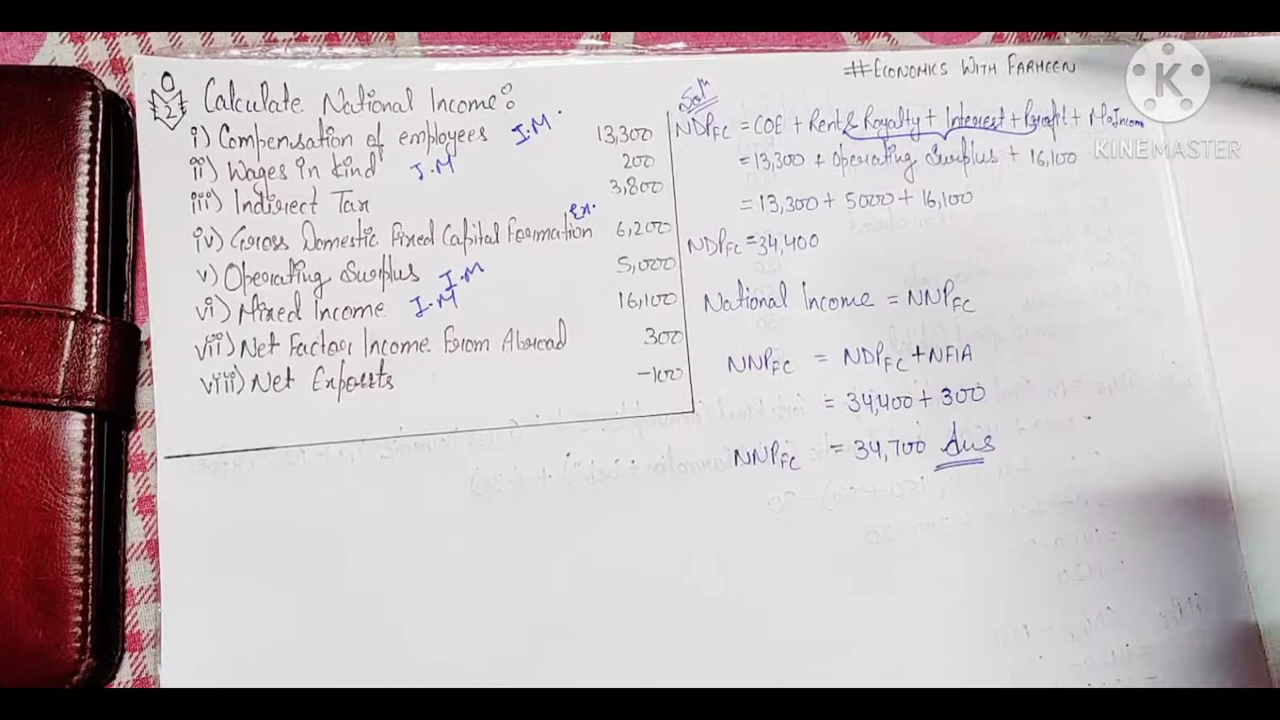 #ECONOMICS WITH FARHEEN
K
KINEMASTER
Q2
Calculate National Income:
i) Compensation of employees I.M 13,300
ii) Wages in kind I.M 200
iii) Indirect Tax 3,800
iv) Gross Domestic Fixed Capital Formation Ex. 6,200
v) Operating Surplus I.M 5,000
vi) Mixed Income I.M 16,100
vii) Net Factor Income From Abroad 300
viii) Net Exports -100
Soln
NDPFC = COE + Rent & Royalty + Interest + Profit + M.Incom
= 13,300 + Operating Surplus + 16,100
= 13,300 + 5000 + 16,100
NDPFC = 34,400
National Income = NNPFC
NNPFC = NDPFC + NFIA
= 34,400 + 300
NNPFC = 34,700 Ans